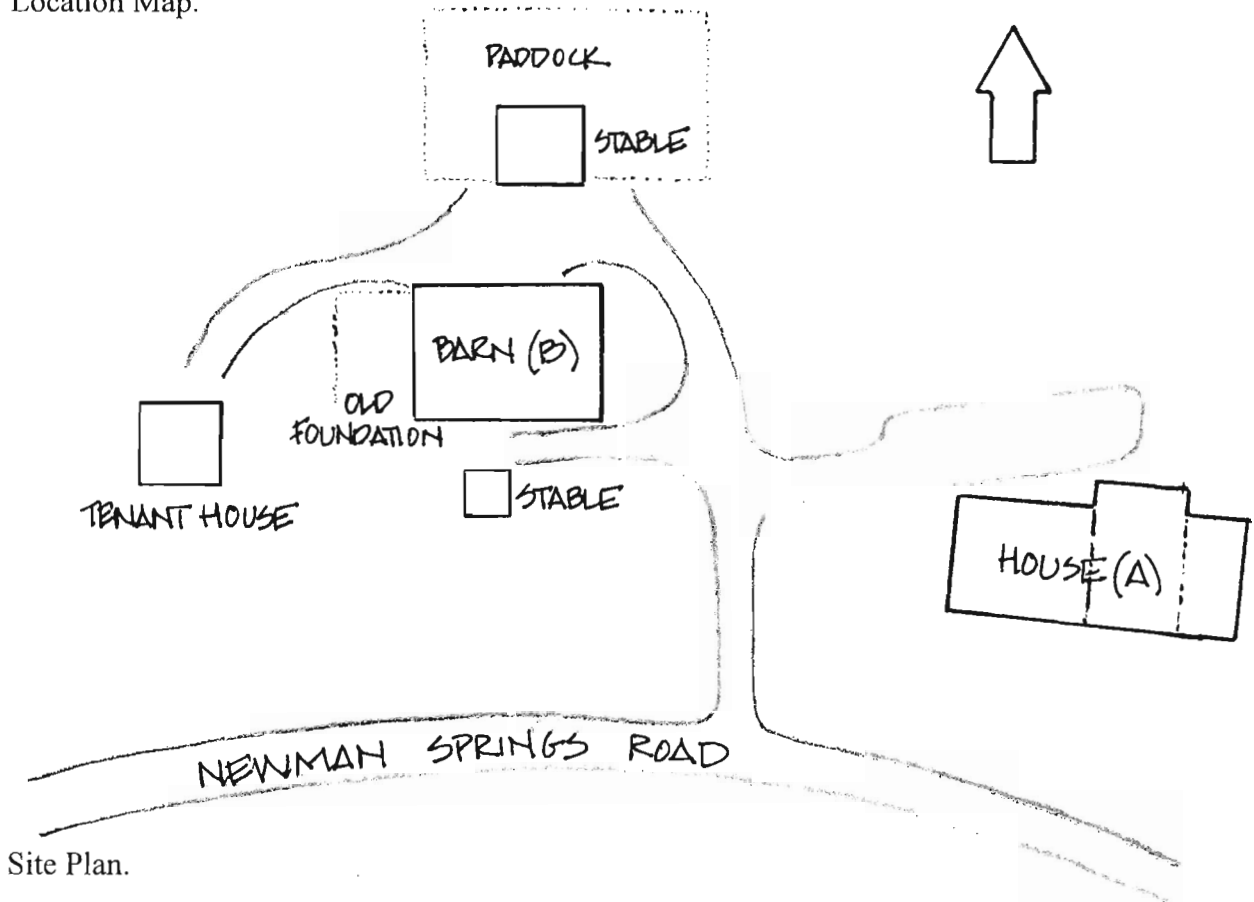 Location Map.
PADDOCK
STABLE
BARN (B)
OLD
FOUNDATION
TENANT HOUSE
STABLE
HOUSE (A)
NEWMAN SPRINGS ROAD
Site Plan.